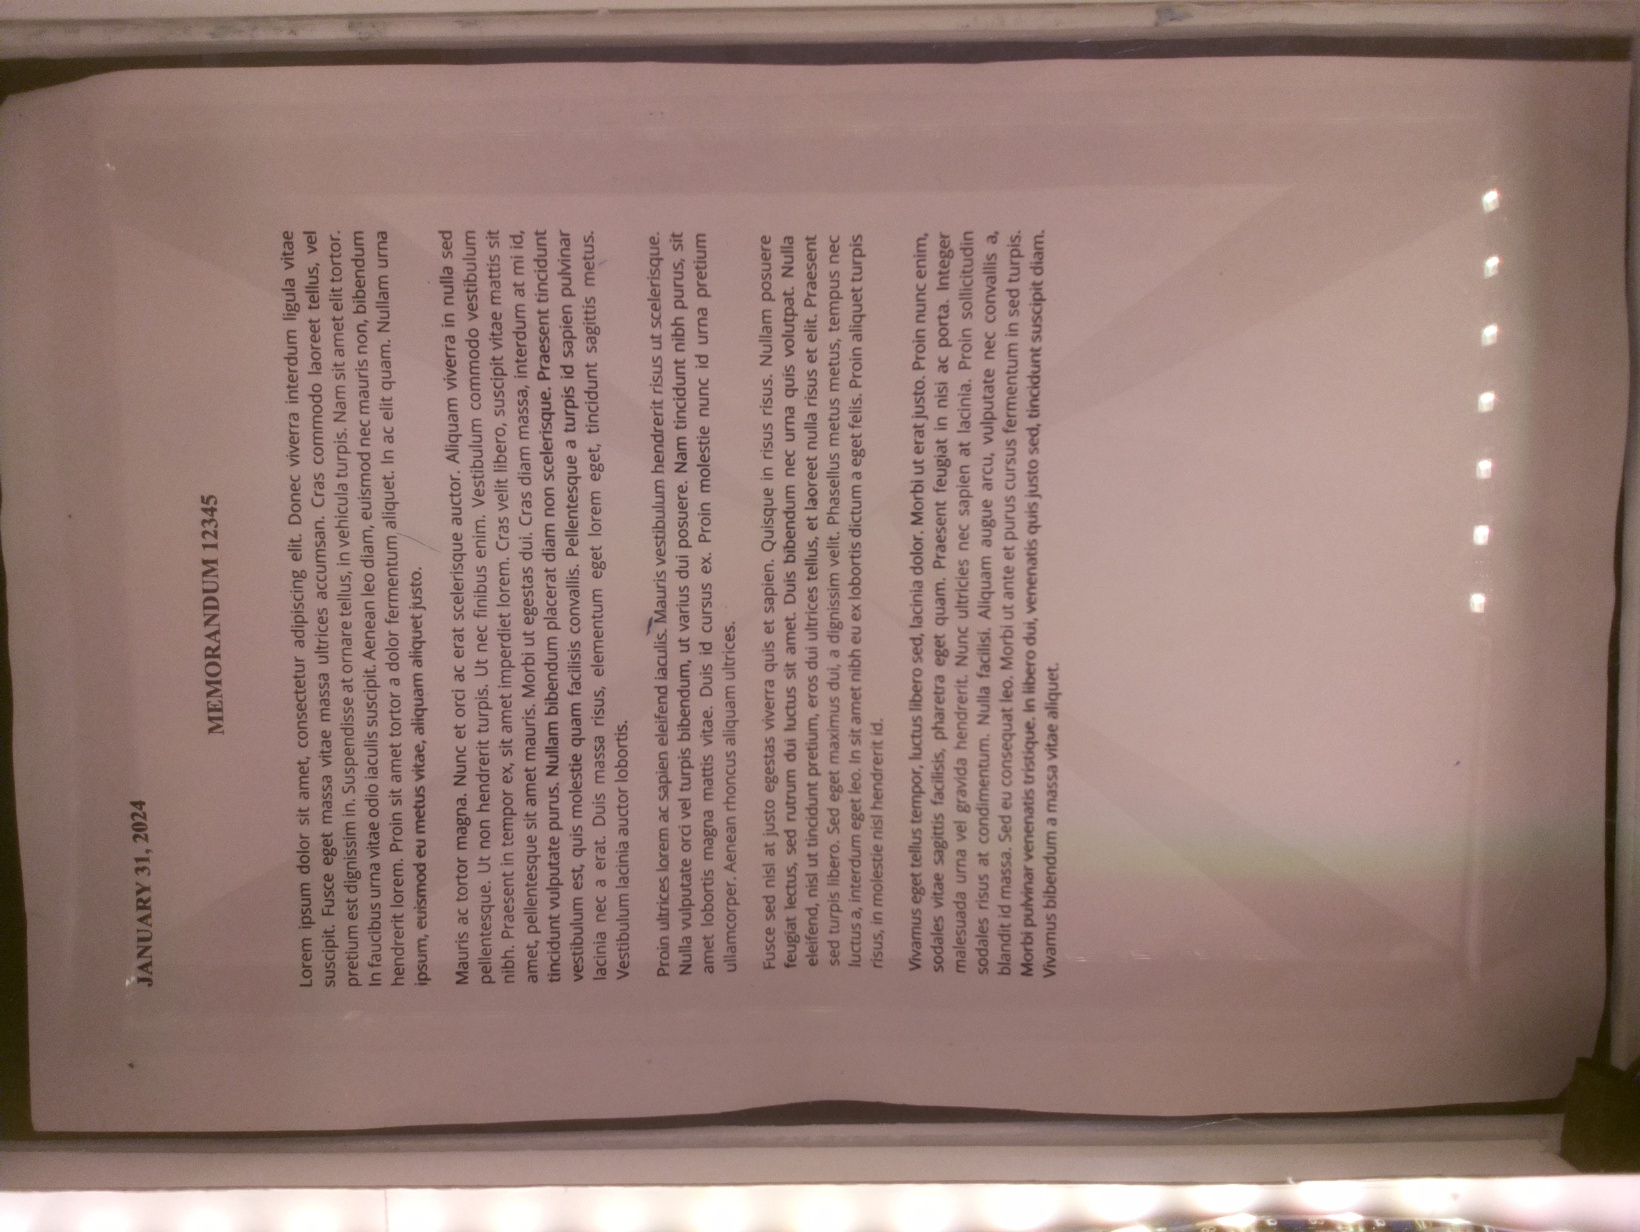 JANUARY 31, 2024
MEMORANDUM 12345
Lorem ipsum dolor sit amet, consectetur adipiscing elit. Donec viverra interdum ligula vitae
suscipit. Fusce eget massa vitae massa ultrices accumsan. Cras commodo laoreet tellus, vel
pretium est dignissim in. Suspendisse at ornare tellus, in vehicula turpis. Nam sit amet elit tortor.
In faucibus urna vitae odio iaculis suscipit. Aenean leo diam, euismod nec mauris non, bibendum
hendrerit lorem. Proin sit amet tortor a dolor fermentum aliquet. In ac elit quam. Nullam urna
ipsum, euismod eu metus vitae, aliquam aliquet justo.
Mauris ac tortor magna. Nunc et orci ac erat scelerisque auctor. Aliquam viverra in nulla sed
pellentesque. Ut non hendrerit turpis. Ut nec finibus enim. Vestibulum commodo vestibulum
nibh. Praesent in tempor ex, sit amet imperdiet lorem. Cras velit libero, suscipit vitae mattis sit
amet, pellentesque sit amet mauris. Morbi ut egestas dui. Cras diam massa, interdum at mi id,
tincidunt vulputate purus. Nullam bibendum placerat diam non scelerisque. Praesent tincidunt
vestibulum est, quis molestie quam facilisis convallis. Pellentesque a turpis id sapien pulvinar
lacinia nec a erat. Duis massa risus, elementum eget lorem eget, tincidunt sagittis metus.
Vestibulum lacinia auctor lobortis.
Proin ultrices lorem ac sapien eleifend iaculis. Mauris vestibulum hendrerit risus ut scelerisque.
Nulla vulputate orci vel turpis bibendum, ut varius dui posuere. Nam tincidunt nibh purus, sit
amet lobortis magna mattis vitae. Duis id cursus ex. Proin molestie nunc id urna pretium
ullamcorper. Aenean rhoncus aliquam ultrices.
Fusce sed nisl at justo egestas viverra quis et sapien. Quisque in risus risus. Nullam posuere
feugiat lectus, sed rutrum dui luctus sit amet. Duis bibendum nec urna quis volutpat. Nulla
eleifend, nisl ut tincidunt pretium, eros dui ultrices tellus, et laoreet nulla risus et elit. Praesent
sed turpis libero. Sed eget maximus dui, a dignissim velit. Phasellus metus metus, tempus nec
luctus a, interdum eget leo. In sit amet nibh eu ex lobortis dictum a eget felis. Proin aliquet turpis
risus, in molestie nisl hendrerit id.
Vivamus eget tellus tempor, luctus libero sed, lacinia dolor. Morbi ut erat justo. Proin nunc enim,
sodales vitae sagittis facilisis, pharetra eget quam. Praesent feugiat in nisi ac porta. Integer
malesuada urna vel gravida hendrerit. Nunc ultricies nec sapien at lacinia. Proin sollicitudin
sodales risus at condimentum. Nulla facilisi. Aliquam augue arcu, vulputate nec convallis a,
blandit id massa. Sed eu consequat leo. Morbi ut ante et purus cursus fermentum in sed turpis.
Morbi pulvinar venenatis tristique. In libero dui, venenatis quis justo sed, tincidunt suscipit diam.
Vivamus bibendum a massa vitae aliquet.